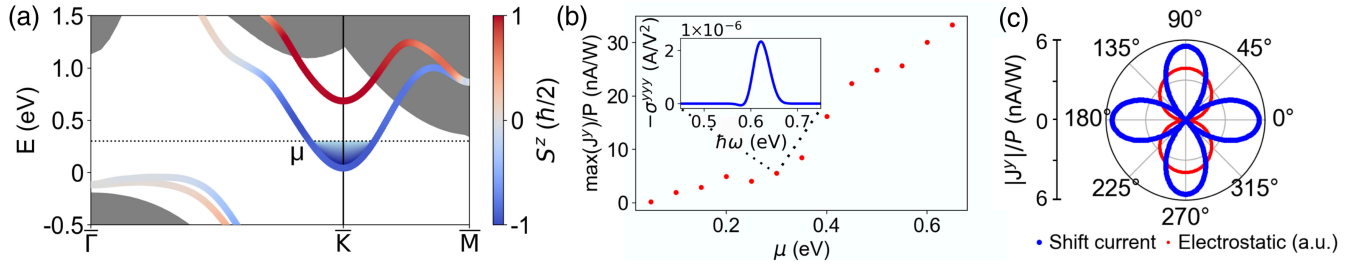 (a)
1.5
1.0
0.5
0
-0.5
E (eV)
μ
Γ̅
K̅
M̅
1
0
-1
S^z (ħ/2)
(b)
30
20
10
0
max(J^y)/P (nA/W)
0.2
0.4
0.6
μ (eV)
1×10⁻⁶
2
0
−σ^yyy (A/V²)
0.5
0.6
0.7
ħω (eV)
(c)
6
0
6
|J^y|/P (nA/W)
90°
135°
45°
180°
0°
225°
315°
270°
Shift current
Electrostatic (a.u.)